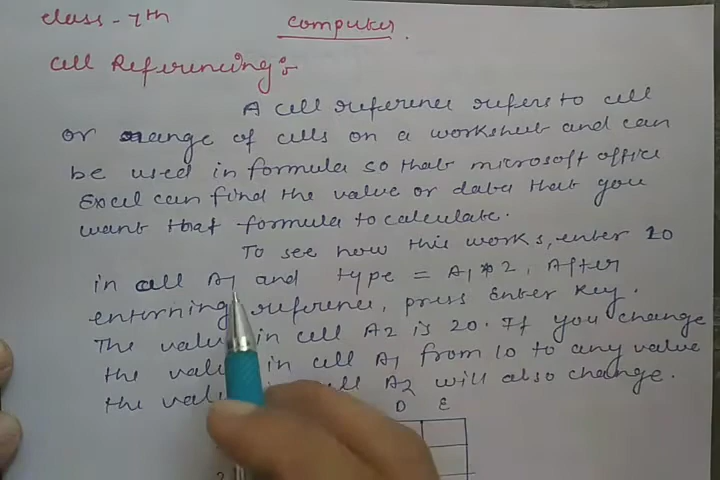 class - 7th
computer.
cell Referencing:-
A cell reference refers to cell
or range of cells on a worksheet and can
be used in formula so that microsoft office
Excel can find the value or data that you
want that formula to calculate.
To see how this works, enter 10
in cell A1 and type = A1 * 2. After
enterning reference, press Enter Key.
The value in cell A2 is 20. If you change
the value in cell A1 from 10 to any value
the value cell A2 will also change.
D E
2